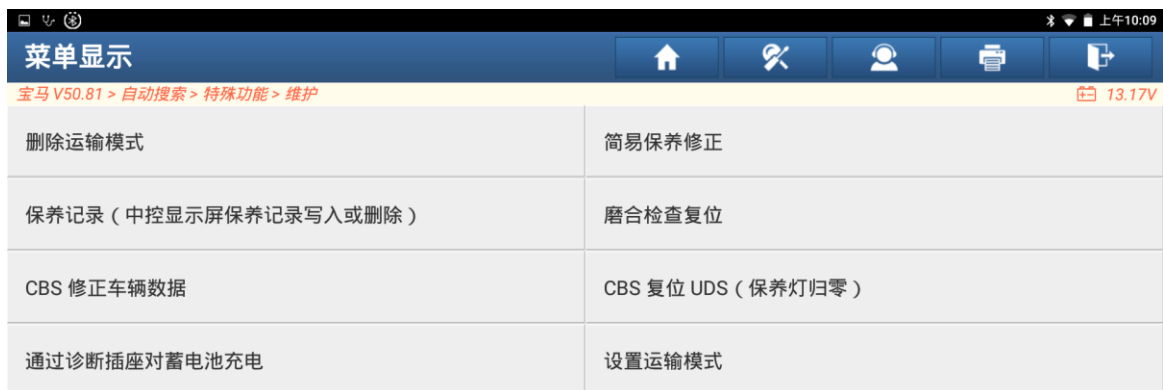 上午10:09
菜单显示
宝马 V50.81 > 自动搜索 > 特殊功能 > 维护
13.17V
删除运输模式
简易保养修正
保养记录（中控显示屏保养记录写入或删除）
磨合检查复位
CBS 修正车辆数据
CBS 复位 UDS（保养灯归零）
通过诊断插座对蓄电池充电
设置运输模式